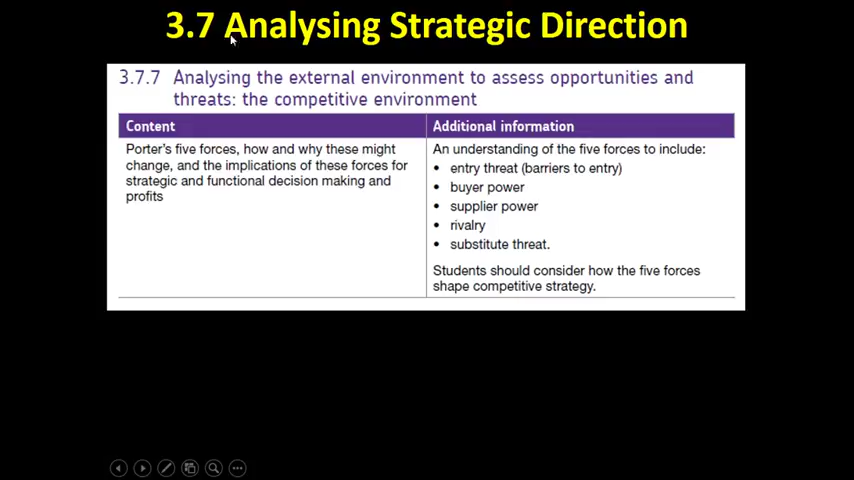 3.7 Analysing Strategic Direction
3.7.7 Analysing the external environment to assess opportunities and
threats: the competitive environment
Content
Additional information
Porter's five forces, how and why these might
change, and the implications of these forces for
strategic and functional decision making and
profits
An understanding of the five forces to include:
• entry threat (barriers to entry)
• buyer power
• supplier power
• rivalry
• substitute threat.
Students should consider how the five forces
shape competitive strategy.